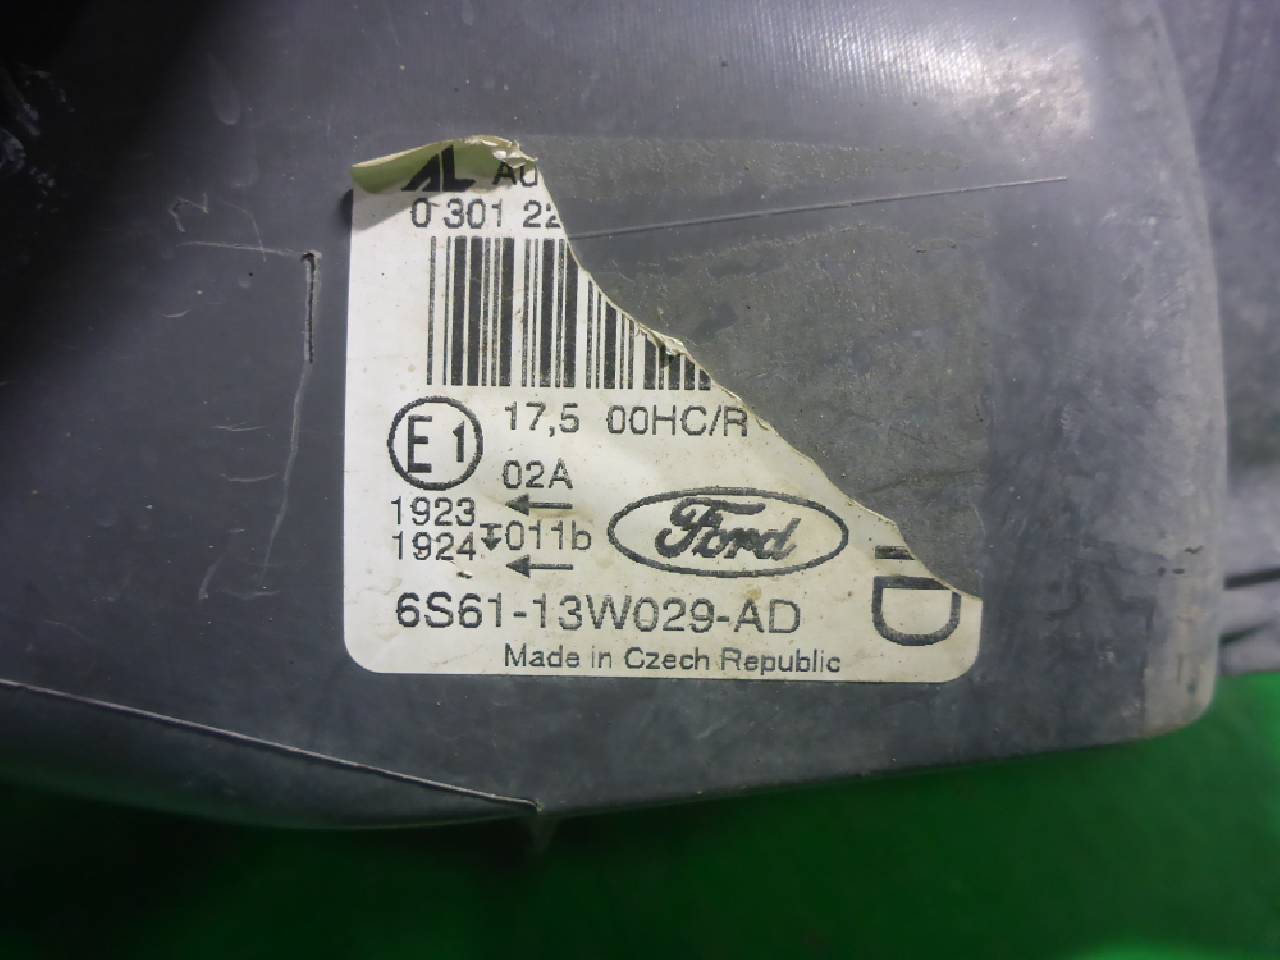 AL
0 301 22
17,5 00HC/R
E1
02A
1923
011b
1924
Ford
6S61-13W029-AD
Made in Czech Republic